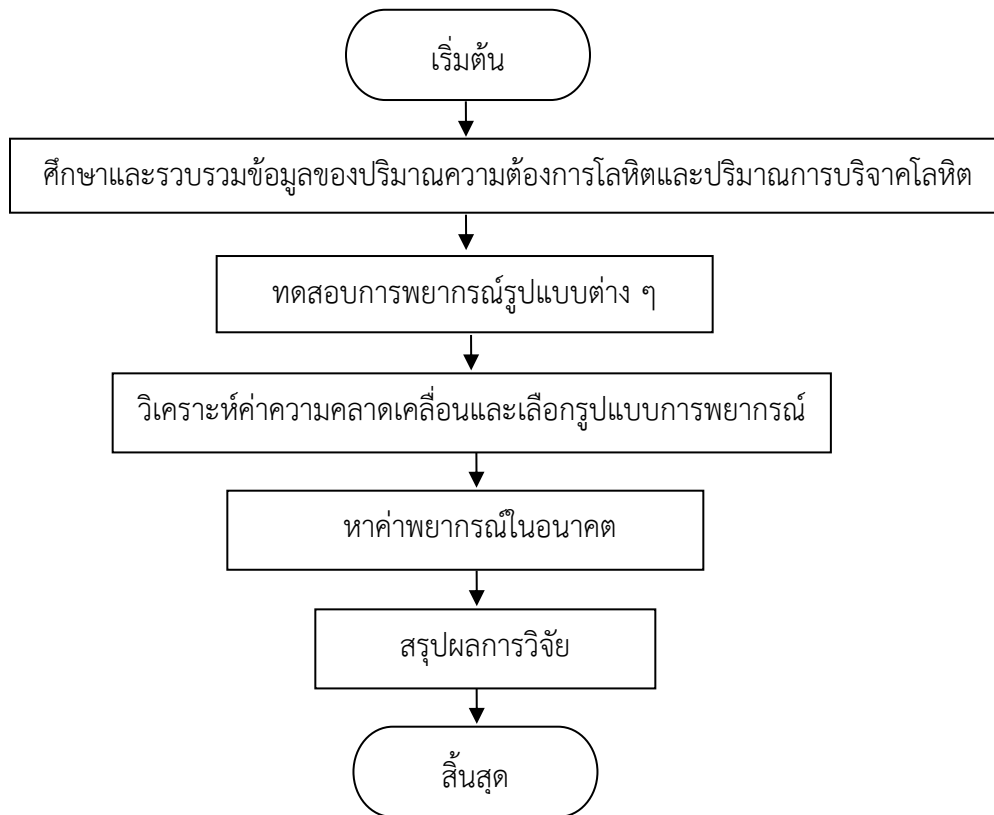 เริ่มต้น
ศึกษาและรวบรวมข้อมูลของปริมาณความต้องการโลหิตและปริมาณการบริจาคโลหิต
ทดสอบการพยากรณ์รูปแบบต่าง ๆ
วิเคราะห์ค่าความคลาดเคลื่อนและเลือกรูปแบบการพยากรณ์
หาค่าพยากรณ์ในอนาคต
สรุปผลการวิจัย
สิ้นสุด